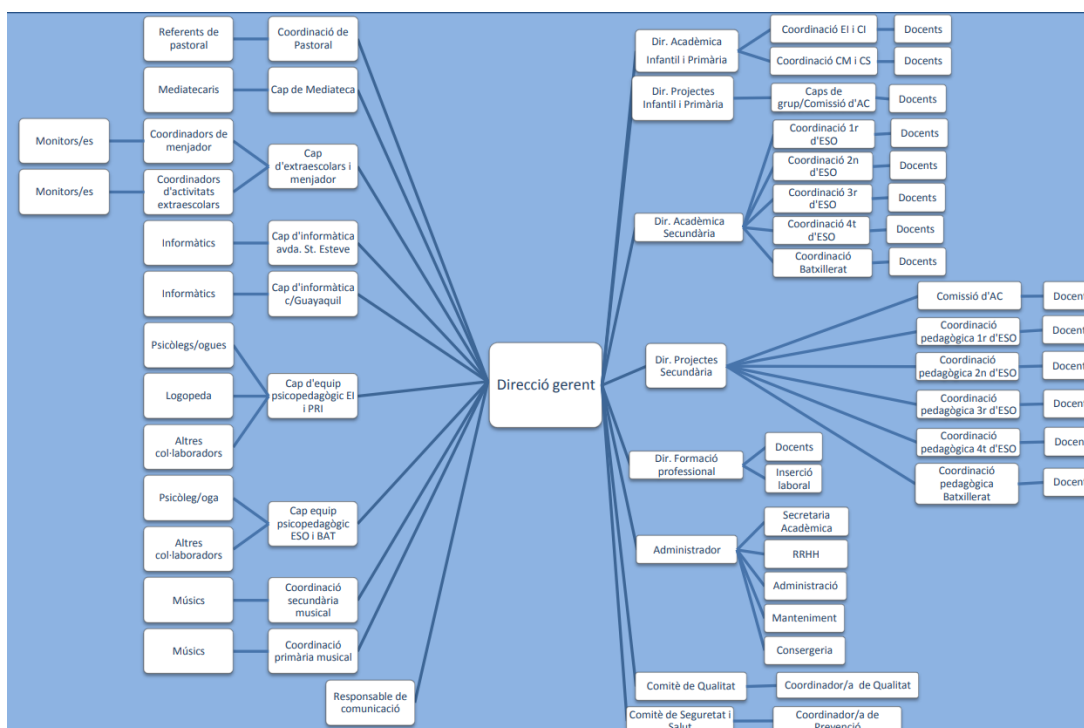 Referents de
pastoral
Coordinació de
Pastoral
Mediatecaris
Cap de Mediateca
Monitors/es
Coordinadors de
menjador
Cap
d'extraescolars i
menjador
Monitors/es
Coordinadors
d'activitats
extraescolars
Informàtics
Cap d'informàtica
avda. St. Esteve
Informàtics
Cap d'informàtica
c/Guayaquil
Psicòlegs/ogues
Logopeda
Altres
col·laboradors
Cap d'equip
psicopedagògic EI
i PRI
Psicòleg/oga
Altres
col·laboradors
Cap equip
psicopedagògic
ESO i BAT
Músics
Coordinació
secundària
musical
Músics
Coordinació
primària musical
Responsable de
comunicació
Direcció gerent
Dir. Acadèmica
Infantil i Primària
Coordinació EI i CI
Docents
Coordinació CM i CS
Docents
Dir. Projectes
Infantil i Primària
Caps de
grup/Comissió d'AC
Docents
Dir. Acadèmica
Secundària
Coordinació 1r
d'ESO
Docents
Coordinació 2n
d'ESO
Docents
Coordinació 3r
d'ESO
Docents
Coordinació 4t
d'ESO
Docents
Coordinació
Batxillerat
Docents
Dir. Projectes
Secundària
Comissió d'AC
Docent
Coordinació
pedagògica 1r d'ESO
Docent
Coordinació
pedagògica 2n d'ESO
Docent
Coordinació
pedagògica 3r d'ESO
Docent
Coordinació
pedagògica 4t d'ESO
Docent
Coordinació
pedagògica
Batxillerat
Docent
Dir. Formació
professional
Docents
Inserció
laboral
Administrador
Secretaria
Acadèmica
RRHH
Administració
Manteniment
Consergeria
Comitè de Qualitat
Coordinador/a de Qualitat
Comitè de Seguretat i
Salut
Coordinador/a de
Prevenció